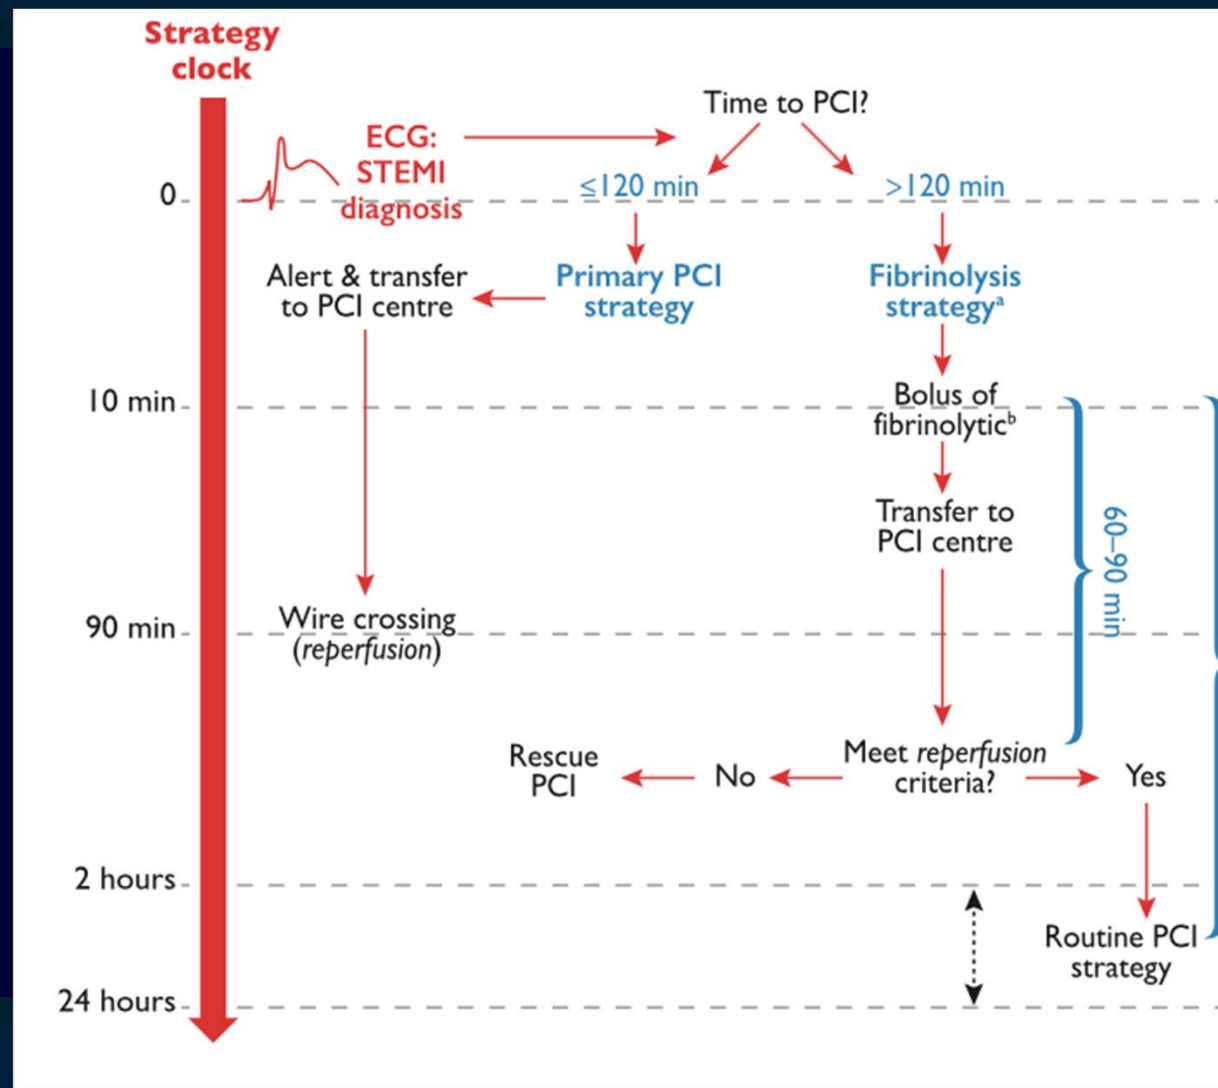 Strategy
clock
Time to PCI?
ECG:
STEMI
diagnosis
0
≤120 min
>120 min
Alert & transfer
to PCI centre
Primary PCI
strategy
Fibrinolysis
strategyᵃ
10 min
Bolus of
fibrinolyticᵇ
Transfer to
PCI centre
60–90 min
90 min
Wire crossing
(reperfusion)
Rescue
PCI
No
Meet reperfusion
criteria?
Yes
2 hours
Routine PCI
strategy
24 hours